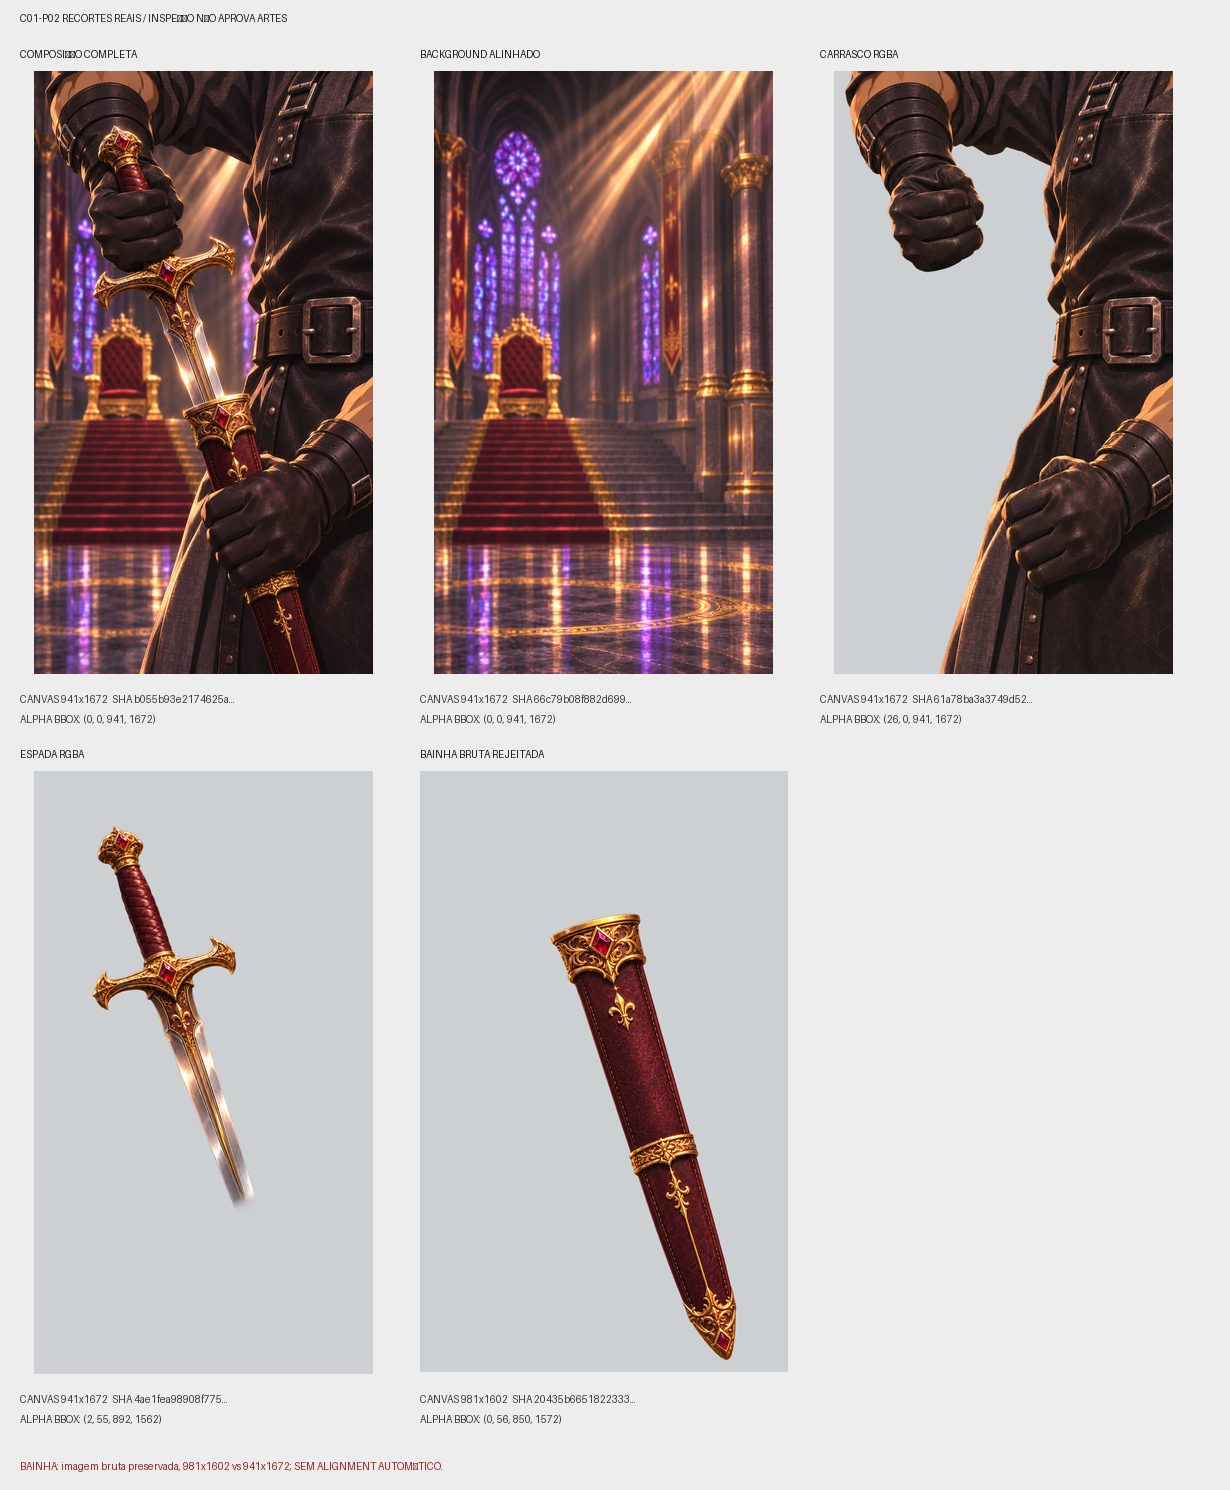 C01-P02 RECORTES REAIS / INSPE▯▯O N▯O APROVA ARTES
COMPOSI▯▯O COMPLETA
BACKGROUND ALINHADO
CARRASCO RGBA
CANVAS 941x1672 SHA b055b93e2174625a...
CANVAS 941x1672 SHA 66c79b08f882d699...
CANVAS 941x1672 SHA 61a78ba3a3749d52...
ALPHA BBOX: (0, 0, 941, 1672)
ALPHA BBOX: (0, 0, 941, 1672)
ALPHA BBOX: (26, 0, 941, 1672)
ESPADA RGBA
BAINHA BRUTA REJEITADA
CANVAS 941x1672 SHA 4ae1fea98908f775...
CANVAS 981x1602 SHA 20435b6651822333...
ALPHA BBOX: (2, 55, 892, 1562)
ALPHA BBOX: (0, 56, 850, 1572)
BAINHA: imagem bruta preservada, 981x1602 vs 941x1672; SEM ALIGNMENT AUTOM▯TICO.